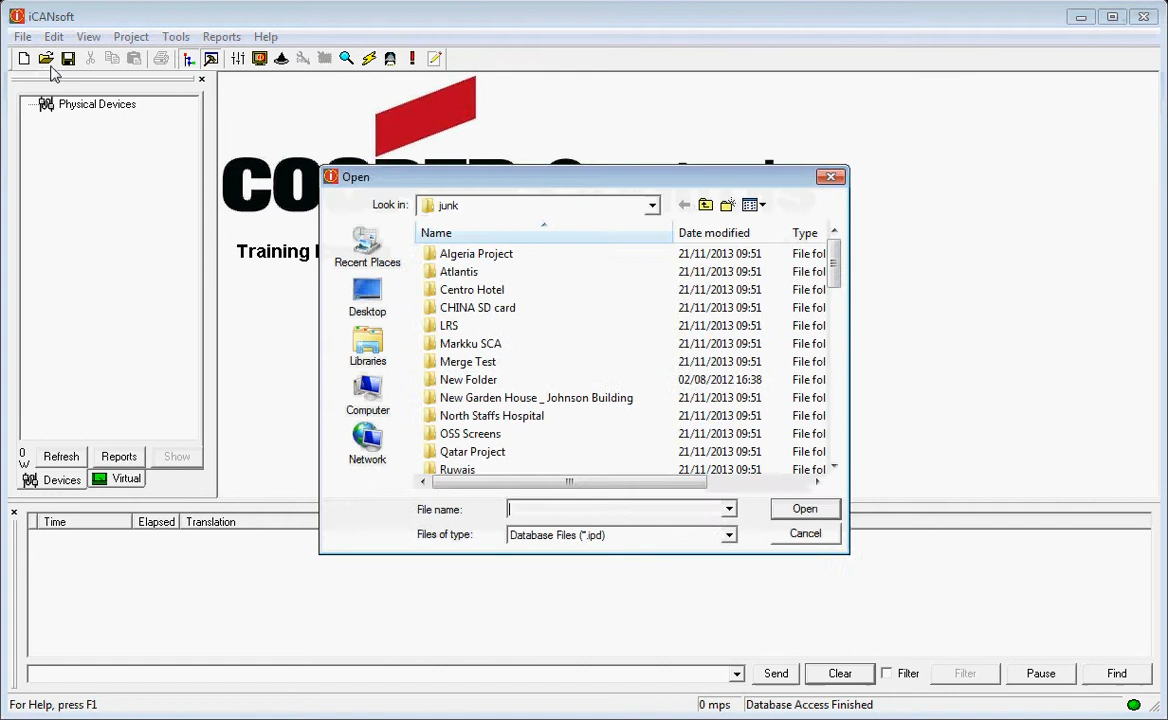 iCANsoft
File Edit View Project Tools Reports Help
Physical Devices
CO
Training
Open
Look in: junk
Name Date modified Type
Recent Places
Desktop
Libraries
Computer
Network
Algeria Project 21/11/2013 09:51 File fol
Atlantis 21/11/2013 09:51 File fol
Centro Hotel 21/11/2013 09:51 File fol
CHINA SD card 21/11/2013 09:51 File fol
LRS 21/11/2013 09:51 File fol
Markku SCA 21/11/2013 09:51 File fol
Merge Test 21/11/2013 09:51 File fol
New Folder 02/08/2012 16:38 File fol
New Garden House _ Johnson Building 21/11/2013 09:51 File fol
North Staffs Hospital 21/11/2013 09:51 File fol
OSS Screens 21/11/2013 09:51 File fol
Qatar Project 21/11/2013 09:51 File fol
Ruwais 21/11/2013 09:51 File fol
File name: Open
Files of type: Database Files (*.ipd) Cancel
0 W Refresh Reports Show
Devices Virtual
Time Elapsed Translation
Send Clear Filter Filter Pause Find
For Help, press F1 0 mps Database Access Finished